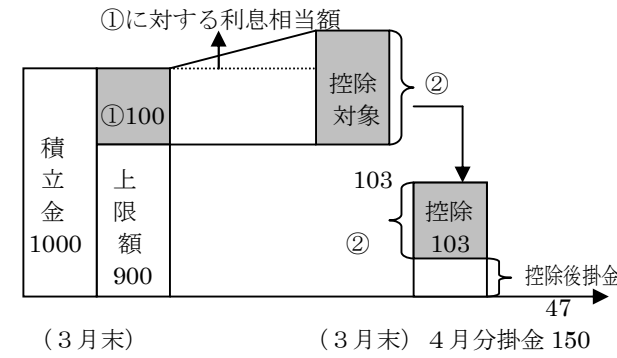 ①に対する利息相当額
控除
対象
②
①100
積
立
金
1000
上
限
額
900
103
②
控除
103
控除後掛金
47
(３月末)
(３月末)
４月分掛金 150